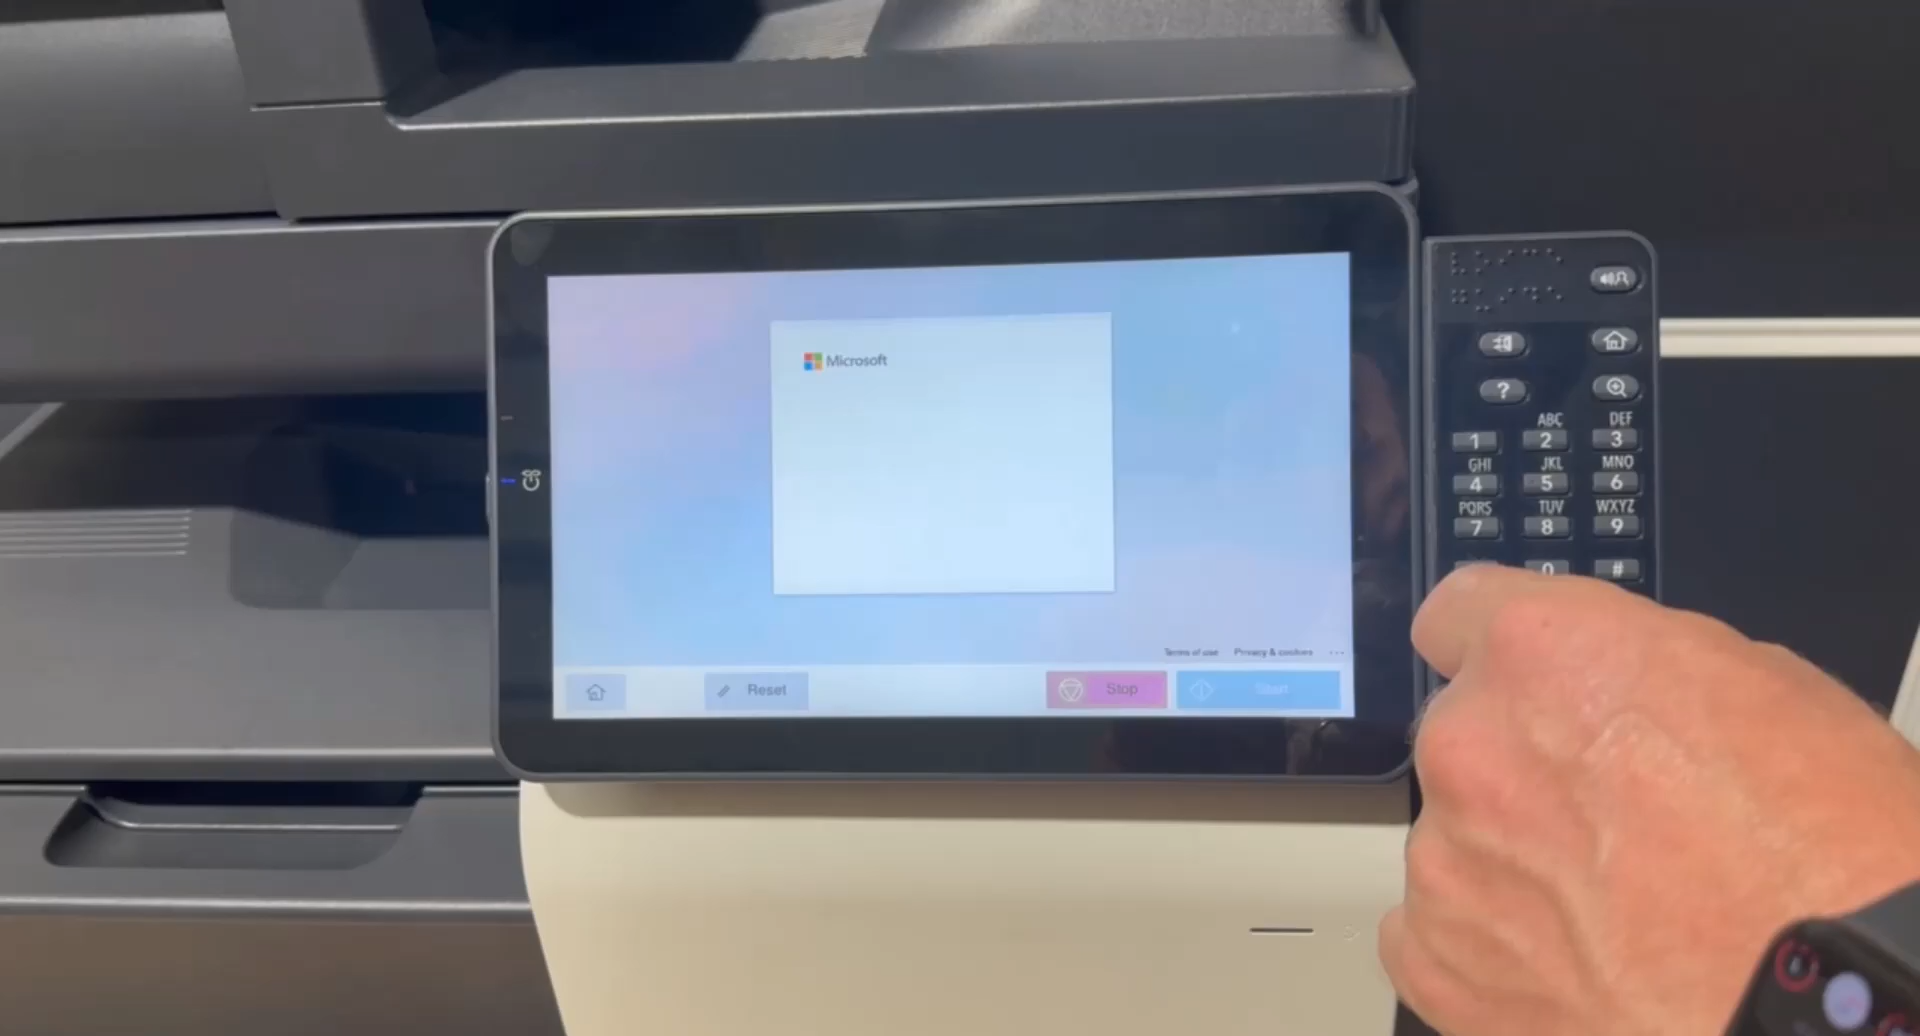 Microsoft
Terms of use Privacy & cookies ...
Reset
Stop
Start
?
ABC DEF
1 2 3
GHI JKL MNO
4 5 6
PQRS TUV WXYZ
7 8 9
0 #